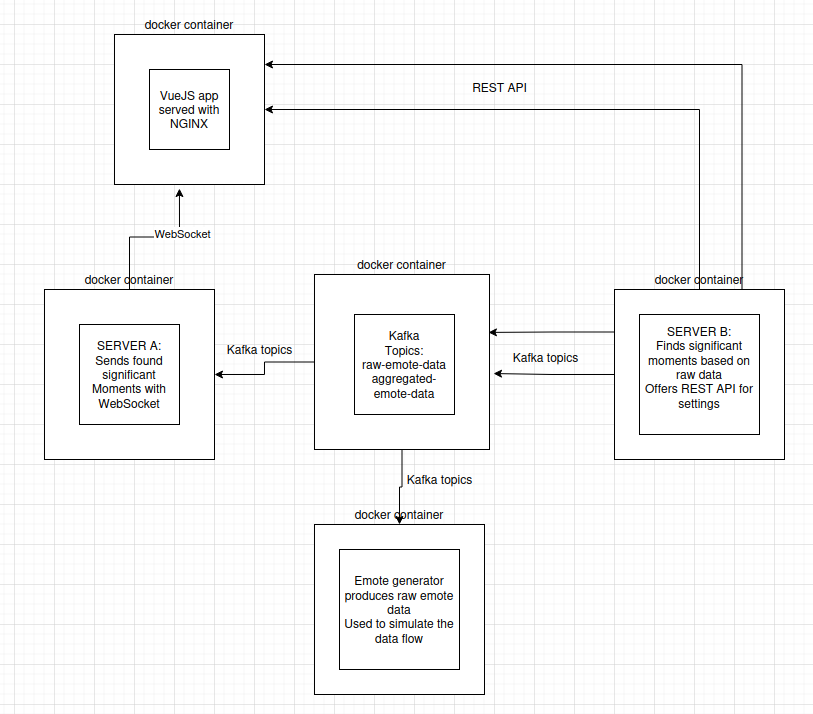 docker container
VueJS app
served with
NGINX
REST API
WebSocket
docker container
SERVER A:
Sends found
significant
Moments with
WebSocket
Kafka topics
docker container
Kafka
Topics:
raw-emote-data
aggregated-
emote-data
Kafka topics
docker container
SERVER B:
Finds significant
moments based on
raw data
Offers REST API for
settings
Kafka topics
docker container
Emote generator
produces raw emote
data
Used to simulate the
data flow